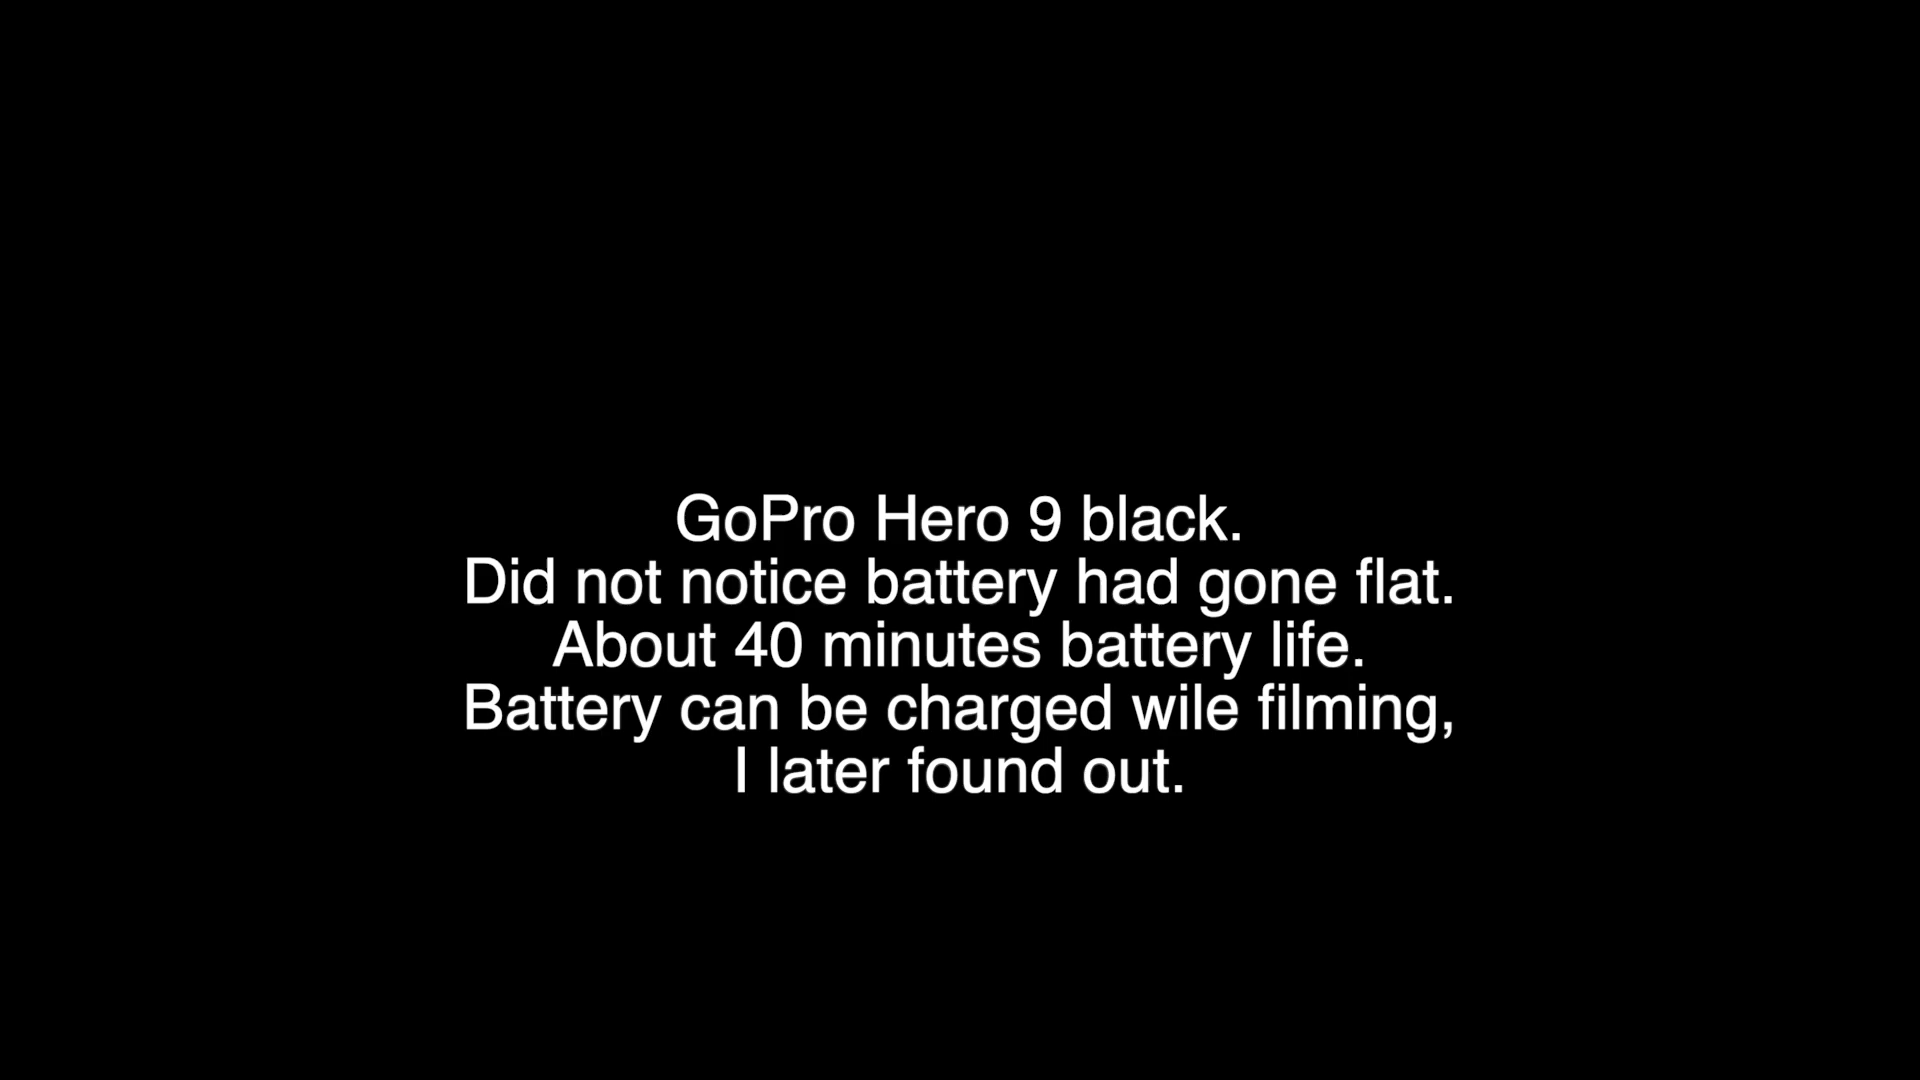 GoPro Hero 9 black.
Did not notice battery had gone flat.
About 40 minutes battery life.
Battery can be charged wile filming,
I later found out.